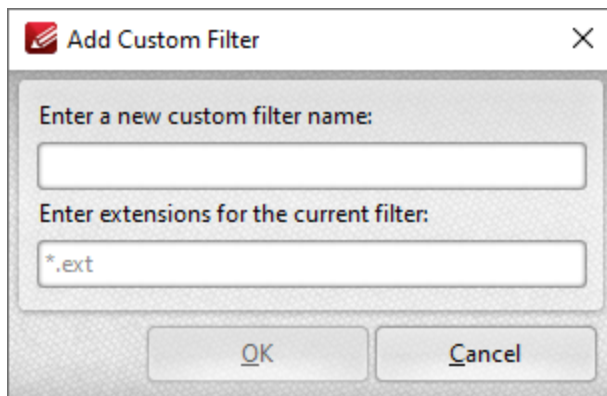 Add Custom Filter
Enter a new custom filter name:
Enter extensions for the current filter:
*.ext
OK
Cancel